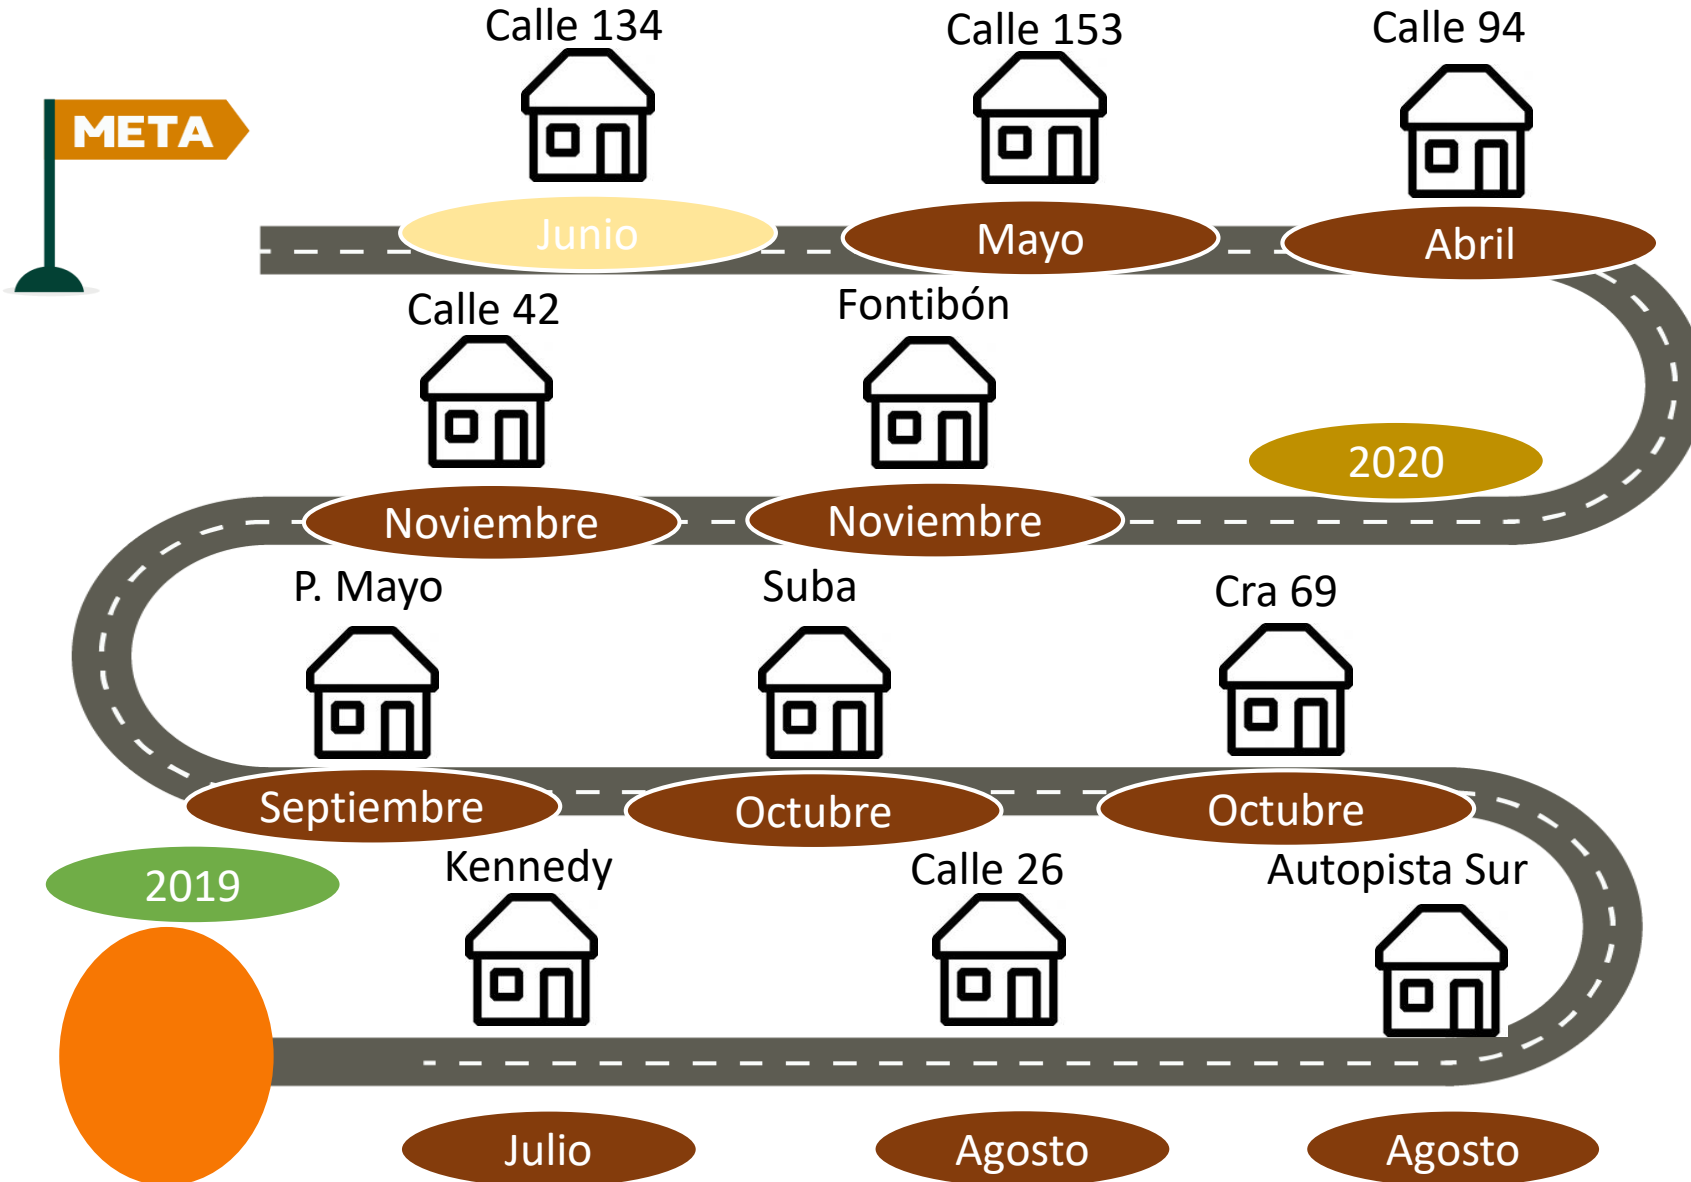 Calle 134
Calle 153
Calle 94
META
Junio
Mayo
Abril
Calle 42
Fontibón
2020
Noviembre
Noviembre
P. Mayo
Suba
Cra 69
Septiembre
Octubre
Octubre
2019
Kennedy
Calle 26
Autopista Sur
Julio
Agosto
Agosto